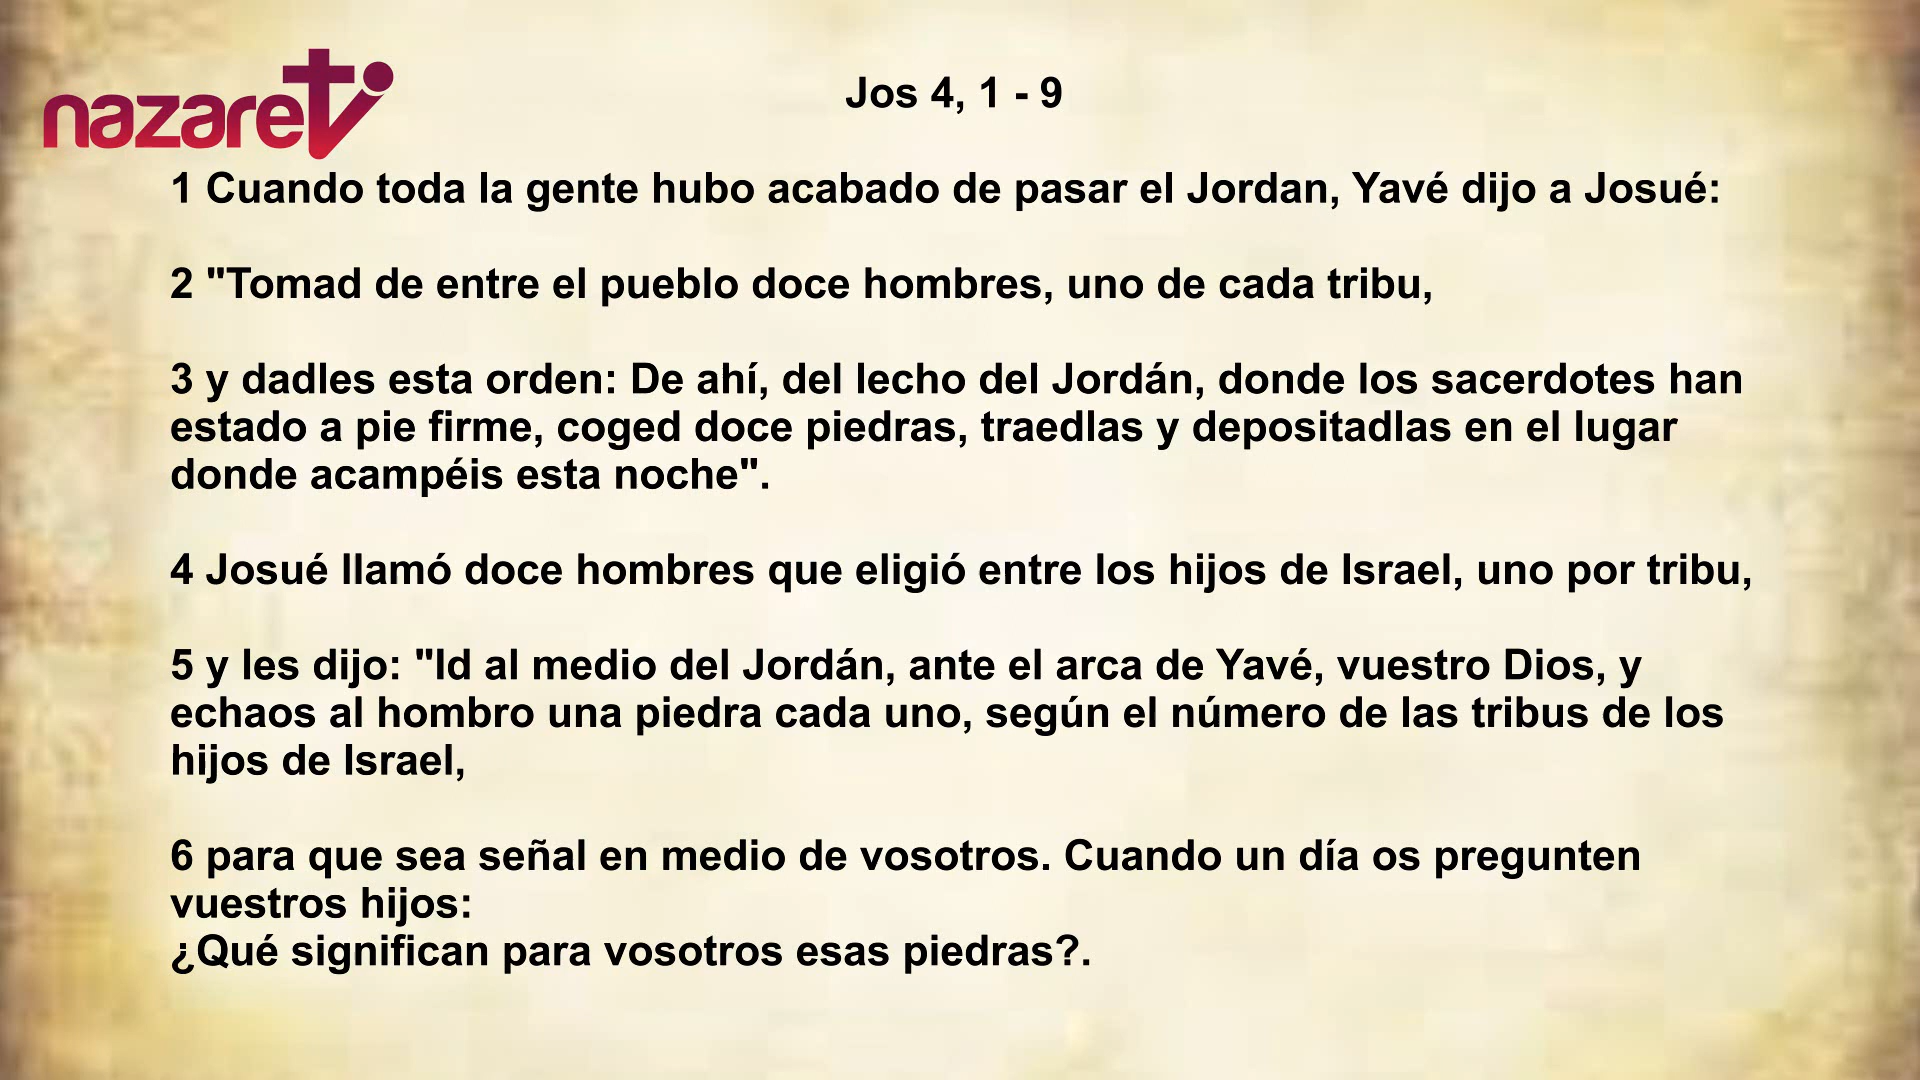 nazaret
Jos 4, 1 - 9
1 Cuando toda la gente hubo acabado de pasar el Jordan, Yavé dijo a Josué:
2 "Tomad de entre el pueblo doce hombres, uno de cada tribu,
3 y dadles esta orden: De ahí, del lecho del Jordán, donde los sacerdotes han
estado a pie firme, coged doce piedras, traedlas y depositadlas en el lugar
donde acampéis esta noche".
4 Josué llamó doce hombres que eligió entre los hijos de Israel, uno por tribu,
5 y les dijo: "Id al medio del Jordán, ante el arca de Yavé, vuestro Dios, y
echaos al hombro una piedra cada uno, según el número de las tribus de los
hijos de Israel,
6 para que sea señal en medio de vosotros. Cuando un día os pregunten
vuestros hijos:
¿Qué significan para vosotros esas piedras?.